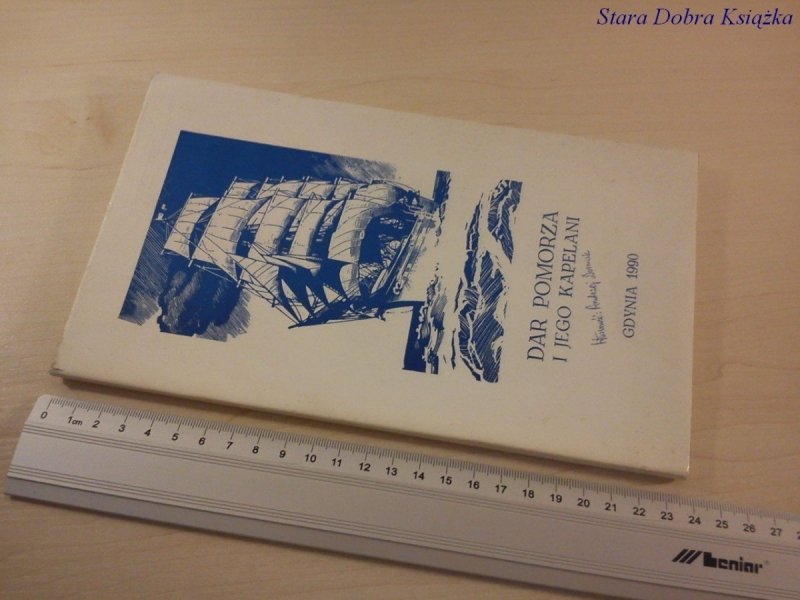 Stara Dobra Książka
DAR POMORZA
I JEGO KAPELANI
Andrzej
GDYNIA 1990
0 1cm 2 3 4 5 6 7 8 9 10 11 12 13 14 15 16 17 18 19 20 21 22 23 24 25 26 27
leniar